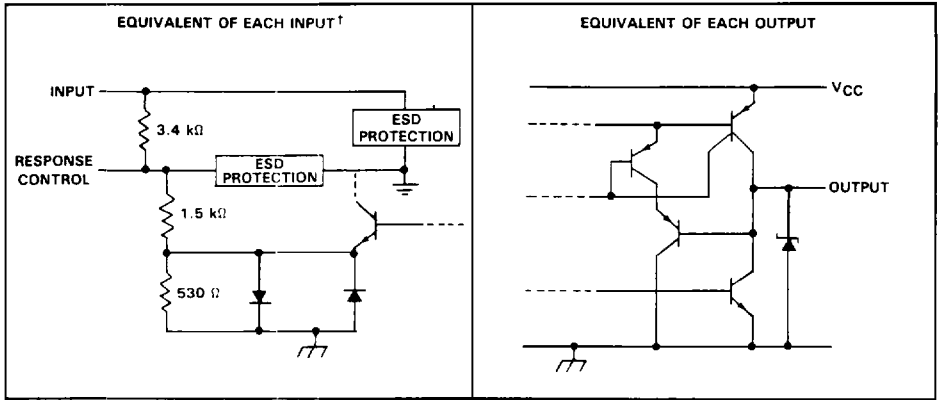 EQUIVALENT OF EACH INPUT†
INPUT
3.4 kΩ
ESD
PROTECTION
RESPONSE
CONTROL
ESD
PROTECTION
1.5 kΩ
530 Ω
EQUIVALENT OF EACH OUTPUT
VCC
OUTPUT